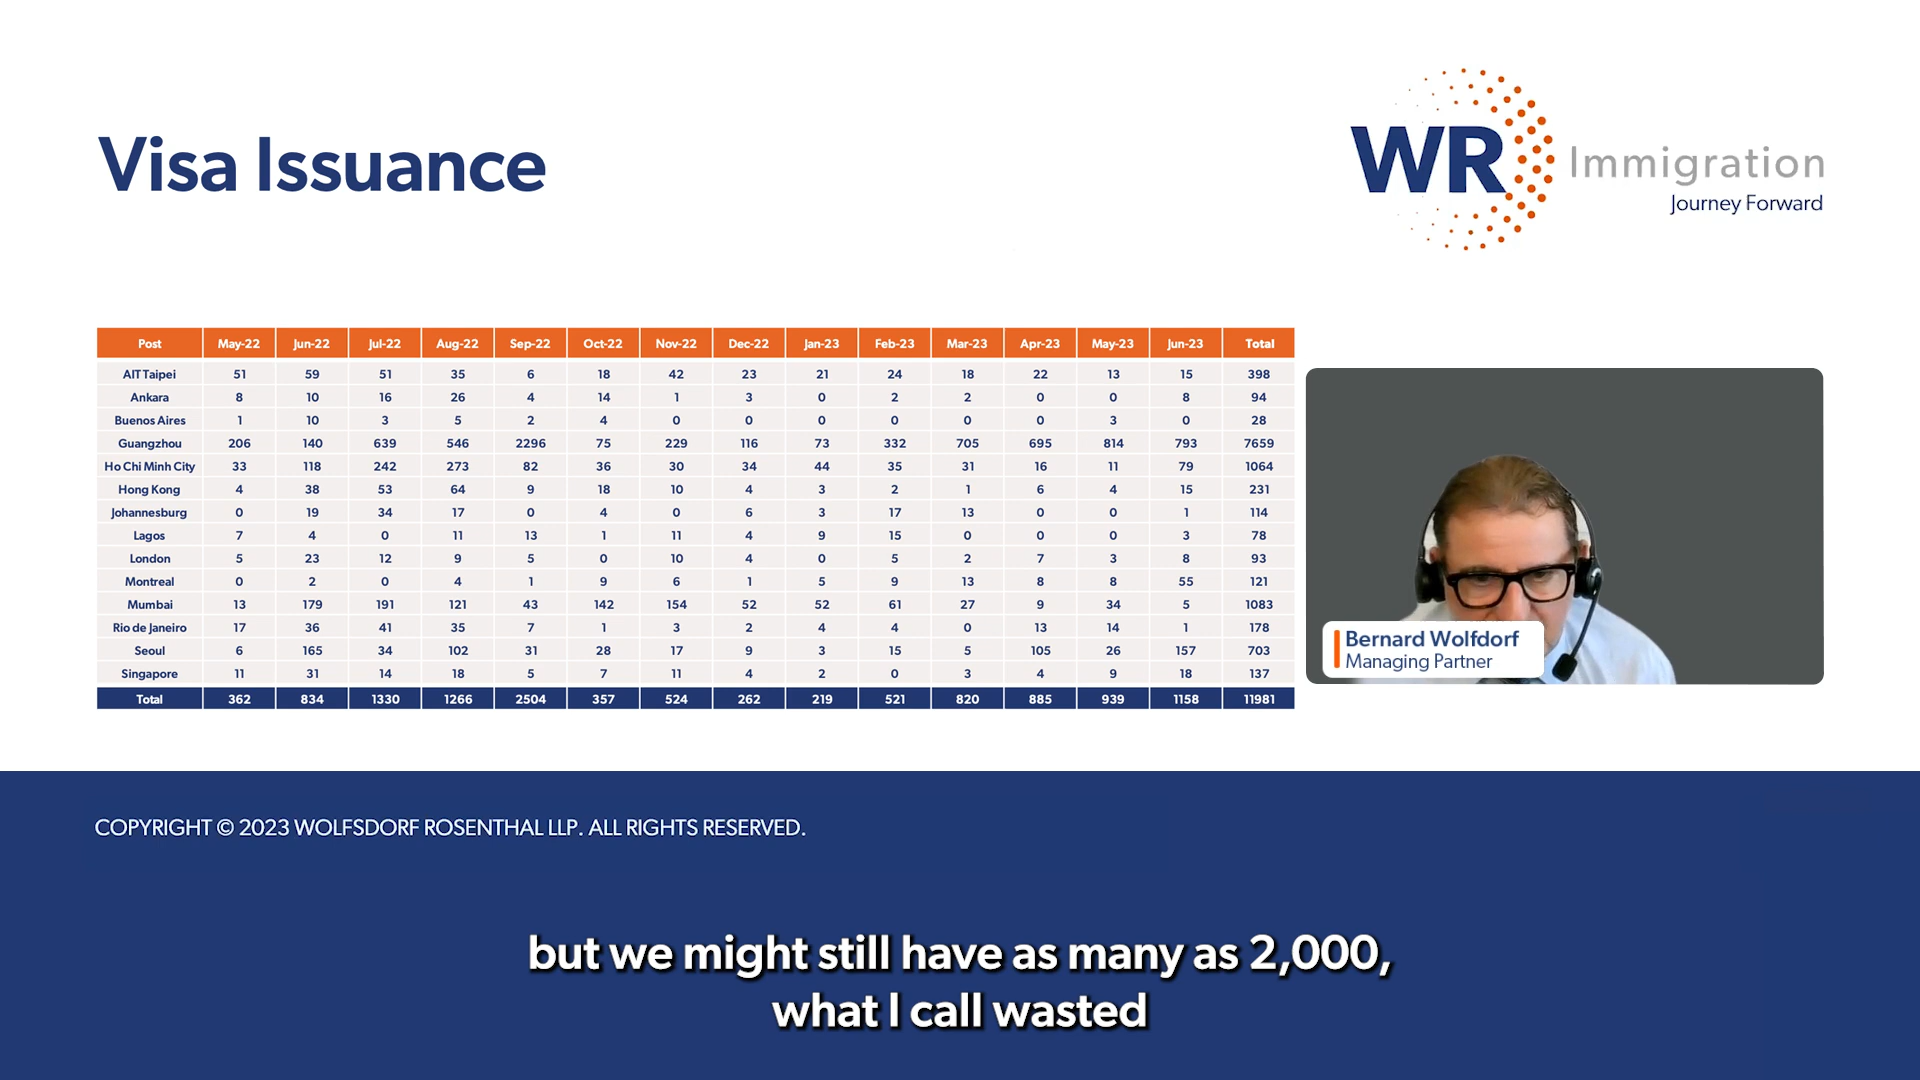 Visa Issuance
WR Immigration
Journey Forward
Post May-22 Jun-22 Jul-22 Aug-22 Sep-22 Oct-22 Nov-22 Dec-22 Jan-23 Feb-23 Mar-23 Apr-23 May-23 Jun-23 Total
AIT Taipei 51 59 51 35 6 18 42 23 21 24 18 22 13 15 398
Ankara 8 10 16 26 4 14 1 3 0 2 2 0 0 8 94
Buenos Aires 1 10 3 5 2 4 0 0 0 0 0 0 3 0 28
Guangzhou 206 140 639 546 2296 75 229 116 73 332 705 695 814 793 7659
Ho Chi Minh City 33 118 242 273 82 36 30 34 44 35 31 16 11 79 1064
Hong Kong 4 38 53 64 9 18 10 4 3 2 1 6 4 15 231
Johannesburg 0 19 34 17 0 4 0 6 3 17 13 0 0 1 114
Lagos 7 4 0 11 13 1 11 4 9 15 0 0 0 3 78
London 5 23 12 9 5 0 10 4 0 5 2 7 3 8 93
Montreal 0 2 0 4 1 9 6 1 5 9 13 8 8 55 121
Mumbai 13 179 191 121 43 142 154 52 52 61 27 9 34 5 1083
Rio de Janeiro 17 36 41 35 7 1 3 2 4 4 0 13 14 1 178
Seoul 6 165 34 102 31 28 17 9 3 15 5 105 26 157 703
Singapore 11 31 14 18 5 7 11 4 2 0 3 4 9 18 137
Total 362 834 1330 1266 2504 357 524 262 219 521 820 885 939 1158 11981
Bernard Wolfdorf
Managing Partner
COPYRIGHT © 2023 WOLFSDORF ROSENTHAL LLP. ALL RIGHTS RESERVED.
but we might still have as many as 2,000,
what I call wasted